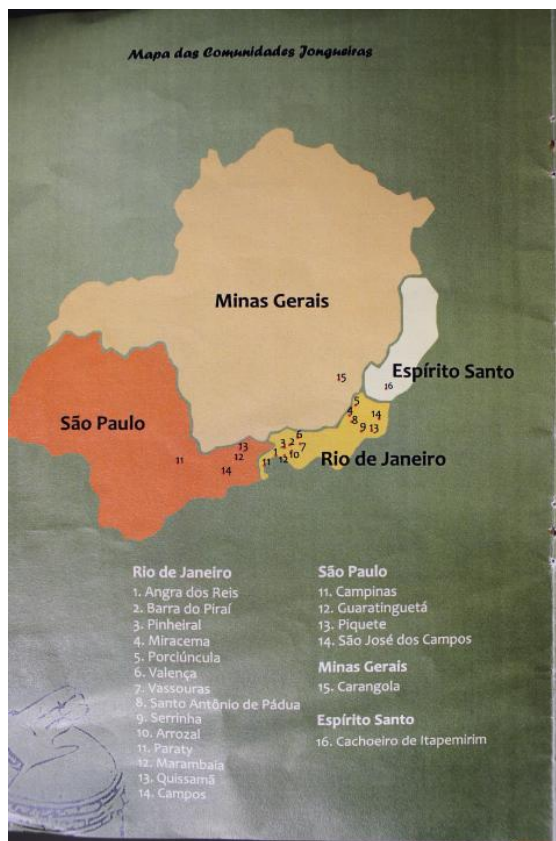 Mapa das Comunidades Jongueiras
Minas Gerais
15
Espírito Santo
16
São Paulo
5
4
8
14
9
13
6
3
2
7
1
10
11
12
Rio de Janeiro
13
12
11
14
Rio de Janeiro
1. Angra dos Reis
2. Barra do Piraí
3. Pinheiral
4. Miracema
5. Porciúncula
6. Valença
7. Vassouras
8. Santo Antônio de Pádua
9. Serrinha
10. Arrozal
11. Paraty
12. Marambaia
13. Quissamã
14. Campos
São Paulo
11. Campinas
12. Guaratinguetá
13. Piquete
14. São José dos Campos
Minas Gerais
15. Carangola
Espírito Santo
16. Cachoeiro de Itapemirim